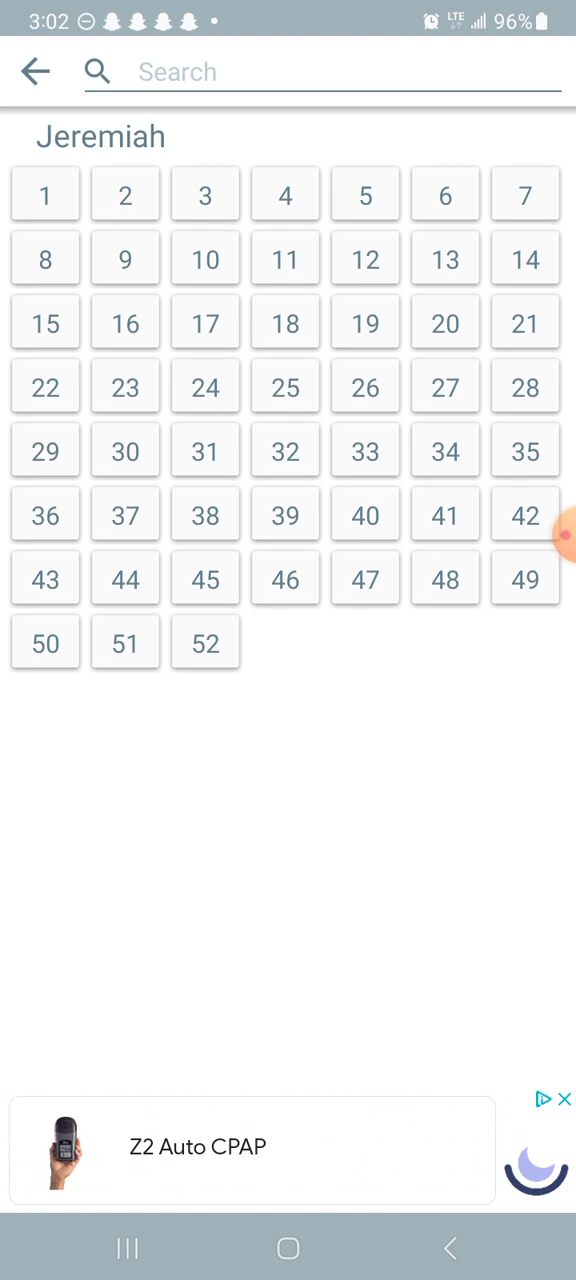 3:02 LTE 96%
Search
Jeremiah
1 2 3 4 5 6 7
8 9 10 11 12 13 14
15 16 17 18 19 20 21
22 23 24 25 26 27 28
29 30 31 32 33 34 35
36 37 38 39 40 41 42
43 44 45 46 47 48 49
50 51 52
Z2 Auto CPAP